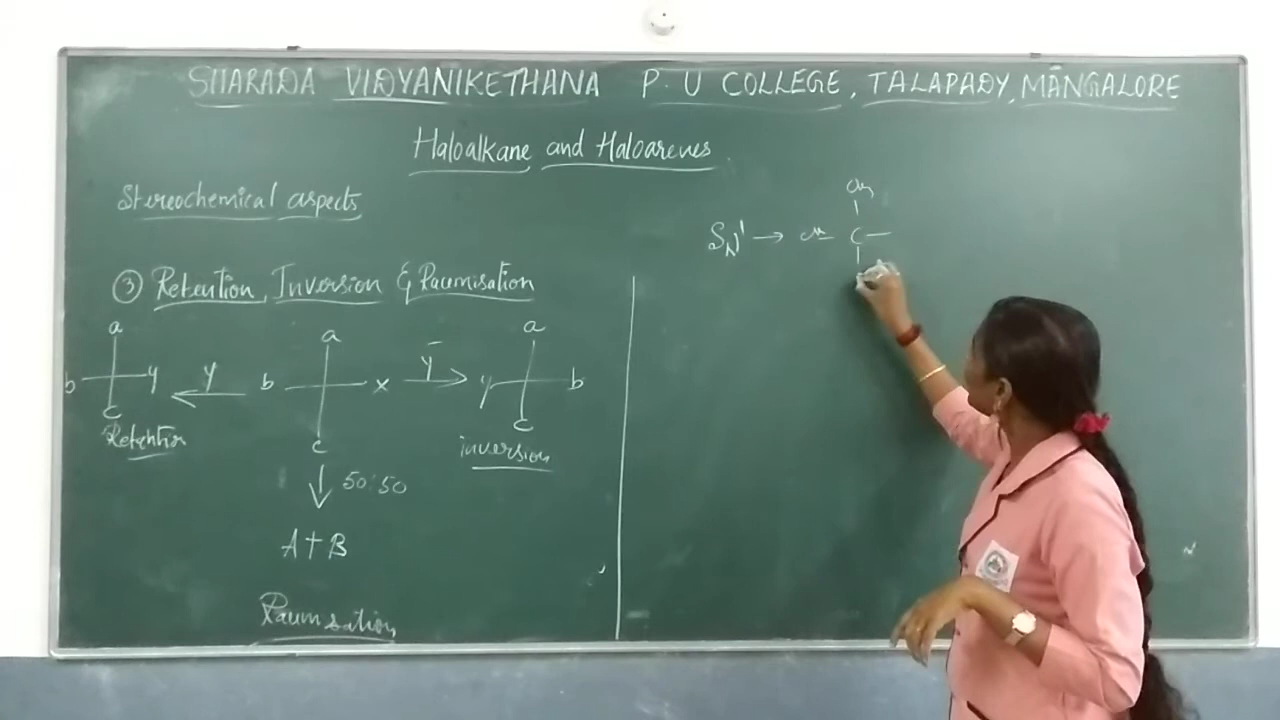 SHARADA VIDYANIKETHANA P. U COLLEGE, TALAPADY, MANGALORE
Haloalkane and Haloarenes
Stereochemical aspects
③ Retention, Inversion & Racemisation
a
b y
c
Retention
y
a
b x
c
y⁻
a
y b
c
inversion
50:50
A + B
Racemisation
SN¹ →
C —